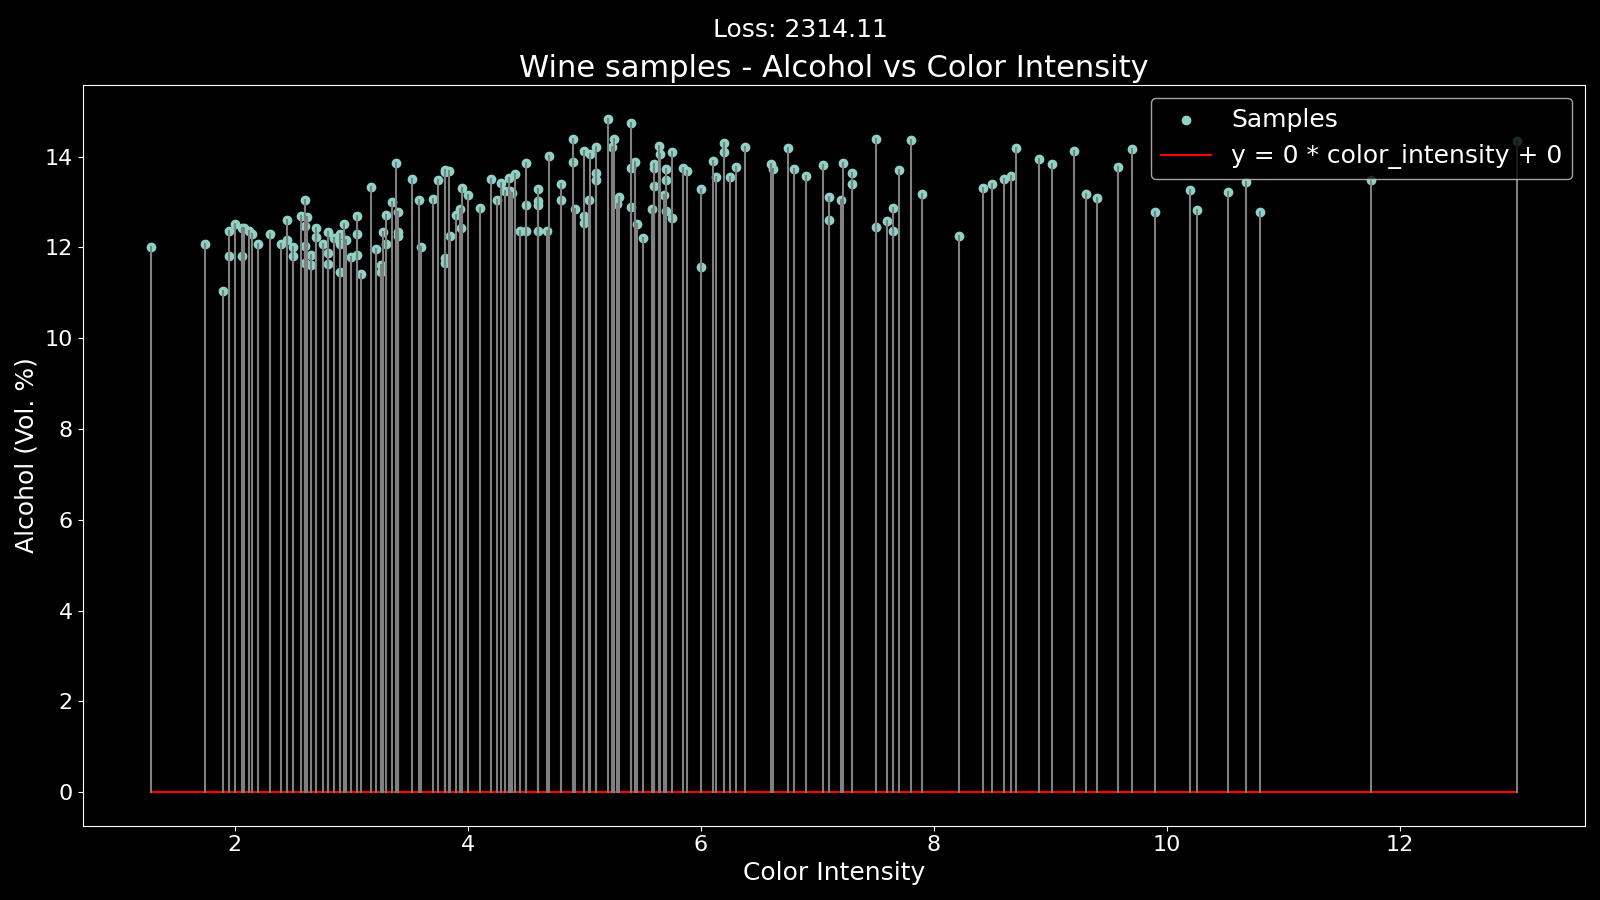 Loss: 2314.11
Wine samples - Alcohol vs Color Intensity
Samples
y = 0 * color_intensity + 0
Alcohol (Vol. %)
14
12
10
8
6
4
2
0
2 4 6 8 10 12
Color Intensity